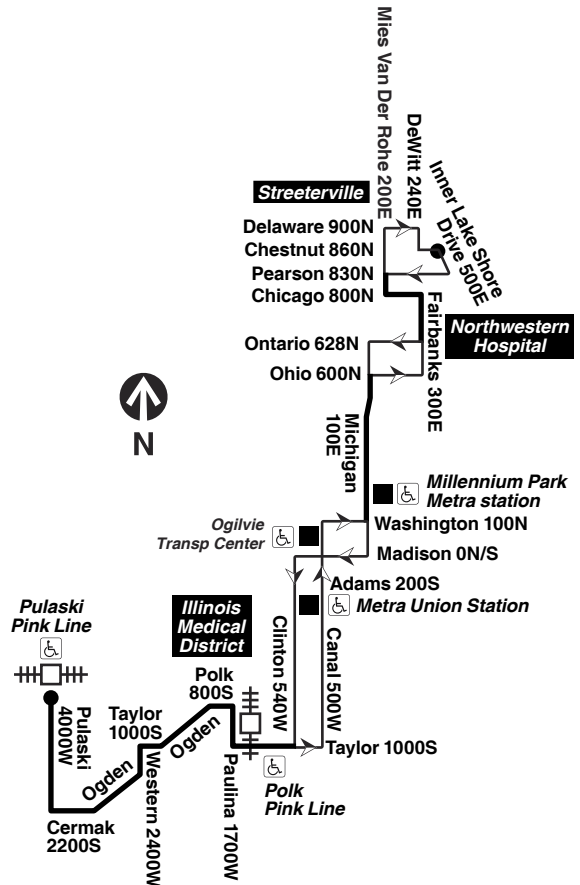 Mies Van Der Rohe 200E
DeWitt 240E
Inner Lake Shore
Drive 500E
Streeterville
Delaware 900N
Chestnut 860N
Pearson 830N
Chicago 800N
Fairbanks 300E
Northwestern
Hospital
Ontario 628N
Ohio 600N
N
Michigan
100E
Millennium Park
Metra station
Ogilvie
Transp Center
Washington 100N
Madison 0N/S
Adams 200S
Metra Union Station
Pulaski
Pink Line
Illinois
Medical
District
Clinton 540W
Canal 500W
Polk
800S
Pulaski
4000W
Taylor
1000S
Ogden
Ogden
Taylor 1000S
Western 2400W
Paulina 1700W
Polk
Pink Line
Cermak
2200S